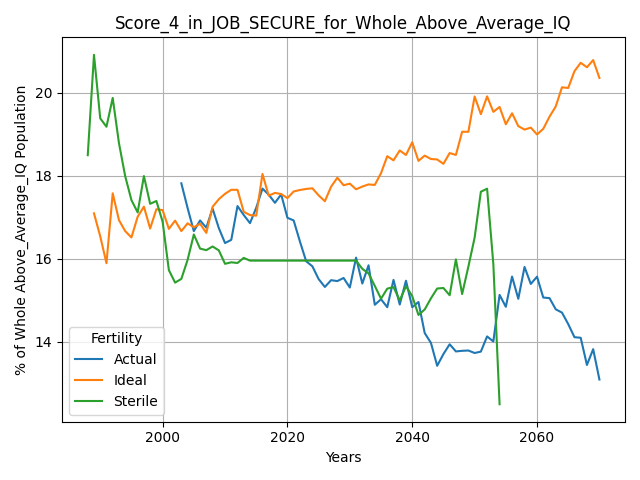 Score_4_in_JOB_SECURE_for_Whole_Above_Average_IQ
% of Whole Above_Average_IQ Population
20
18
16
14
Fertility
Actual
Ideal
Sterile
2000
2020
2040
2060
Years